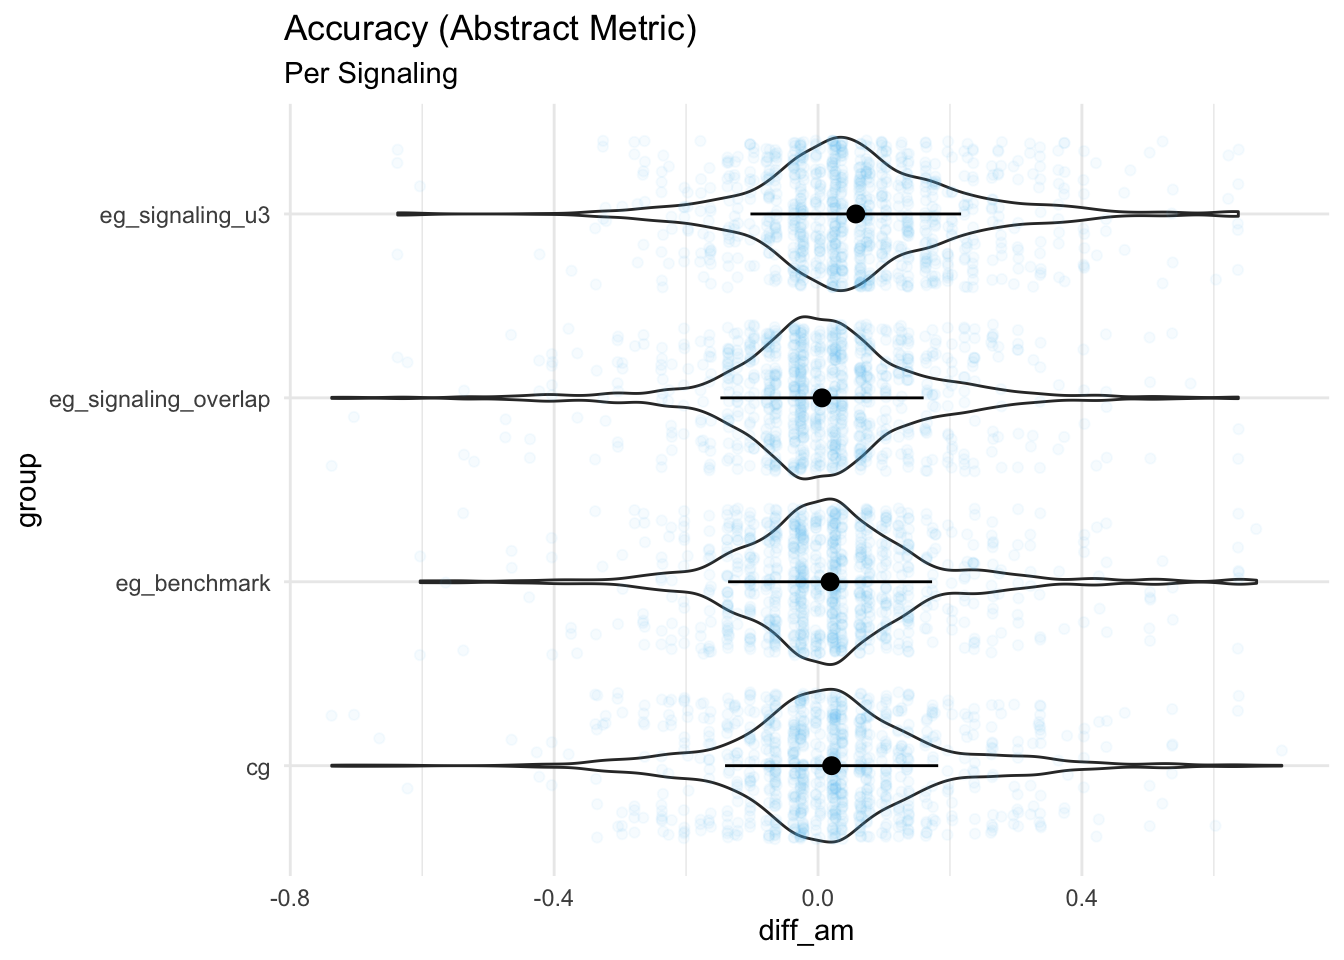 Accuracy (Abstract Metric)
Per Signaling
eg_signaling_u3
eg_signaling_overlap
eg_benchmark
cg
group
-0.8
-0.4
0.0
0.4
diff_am